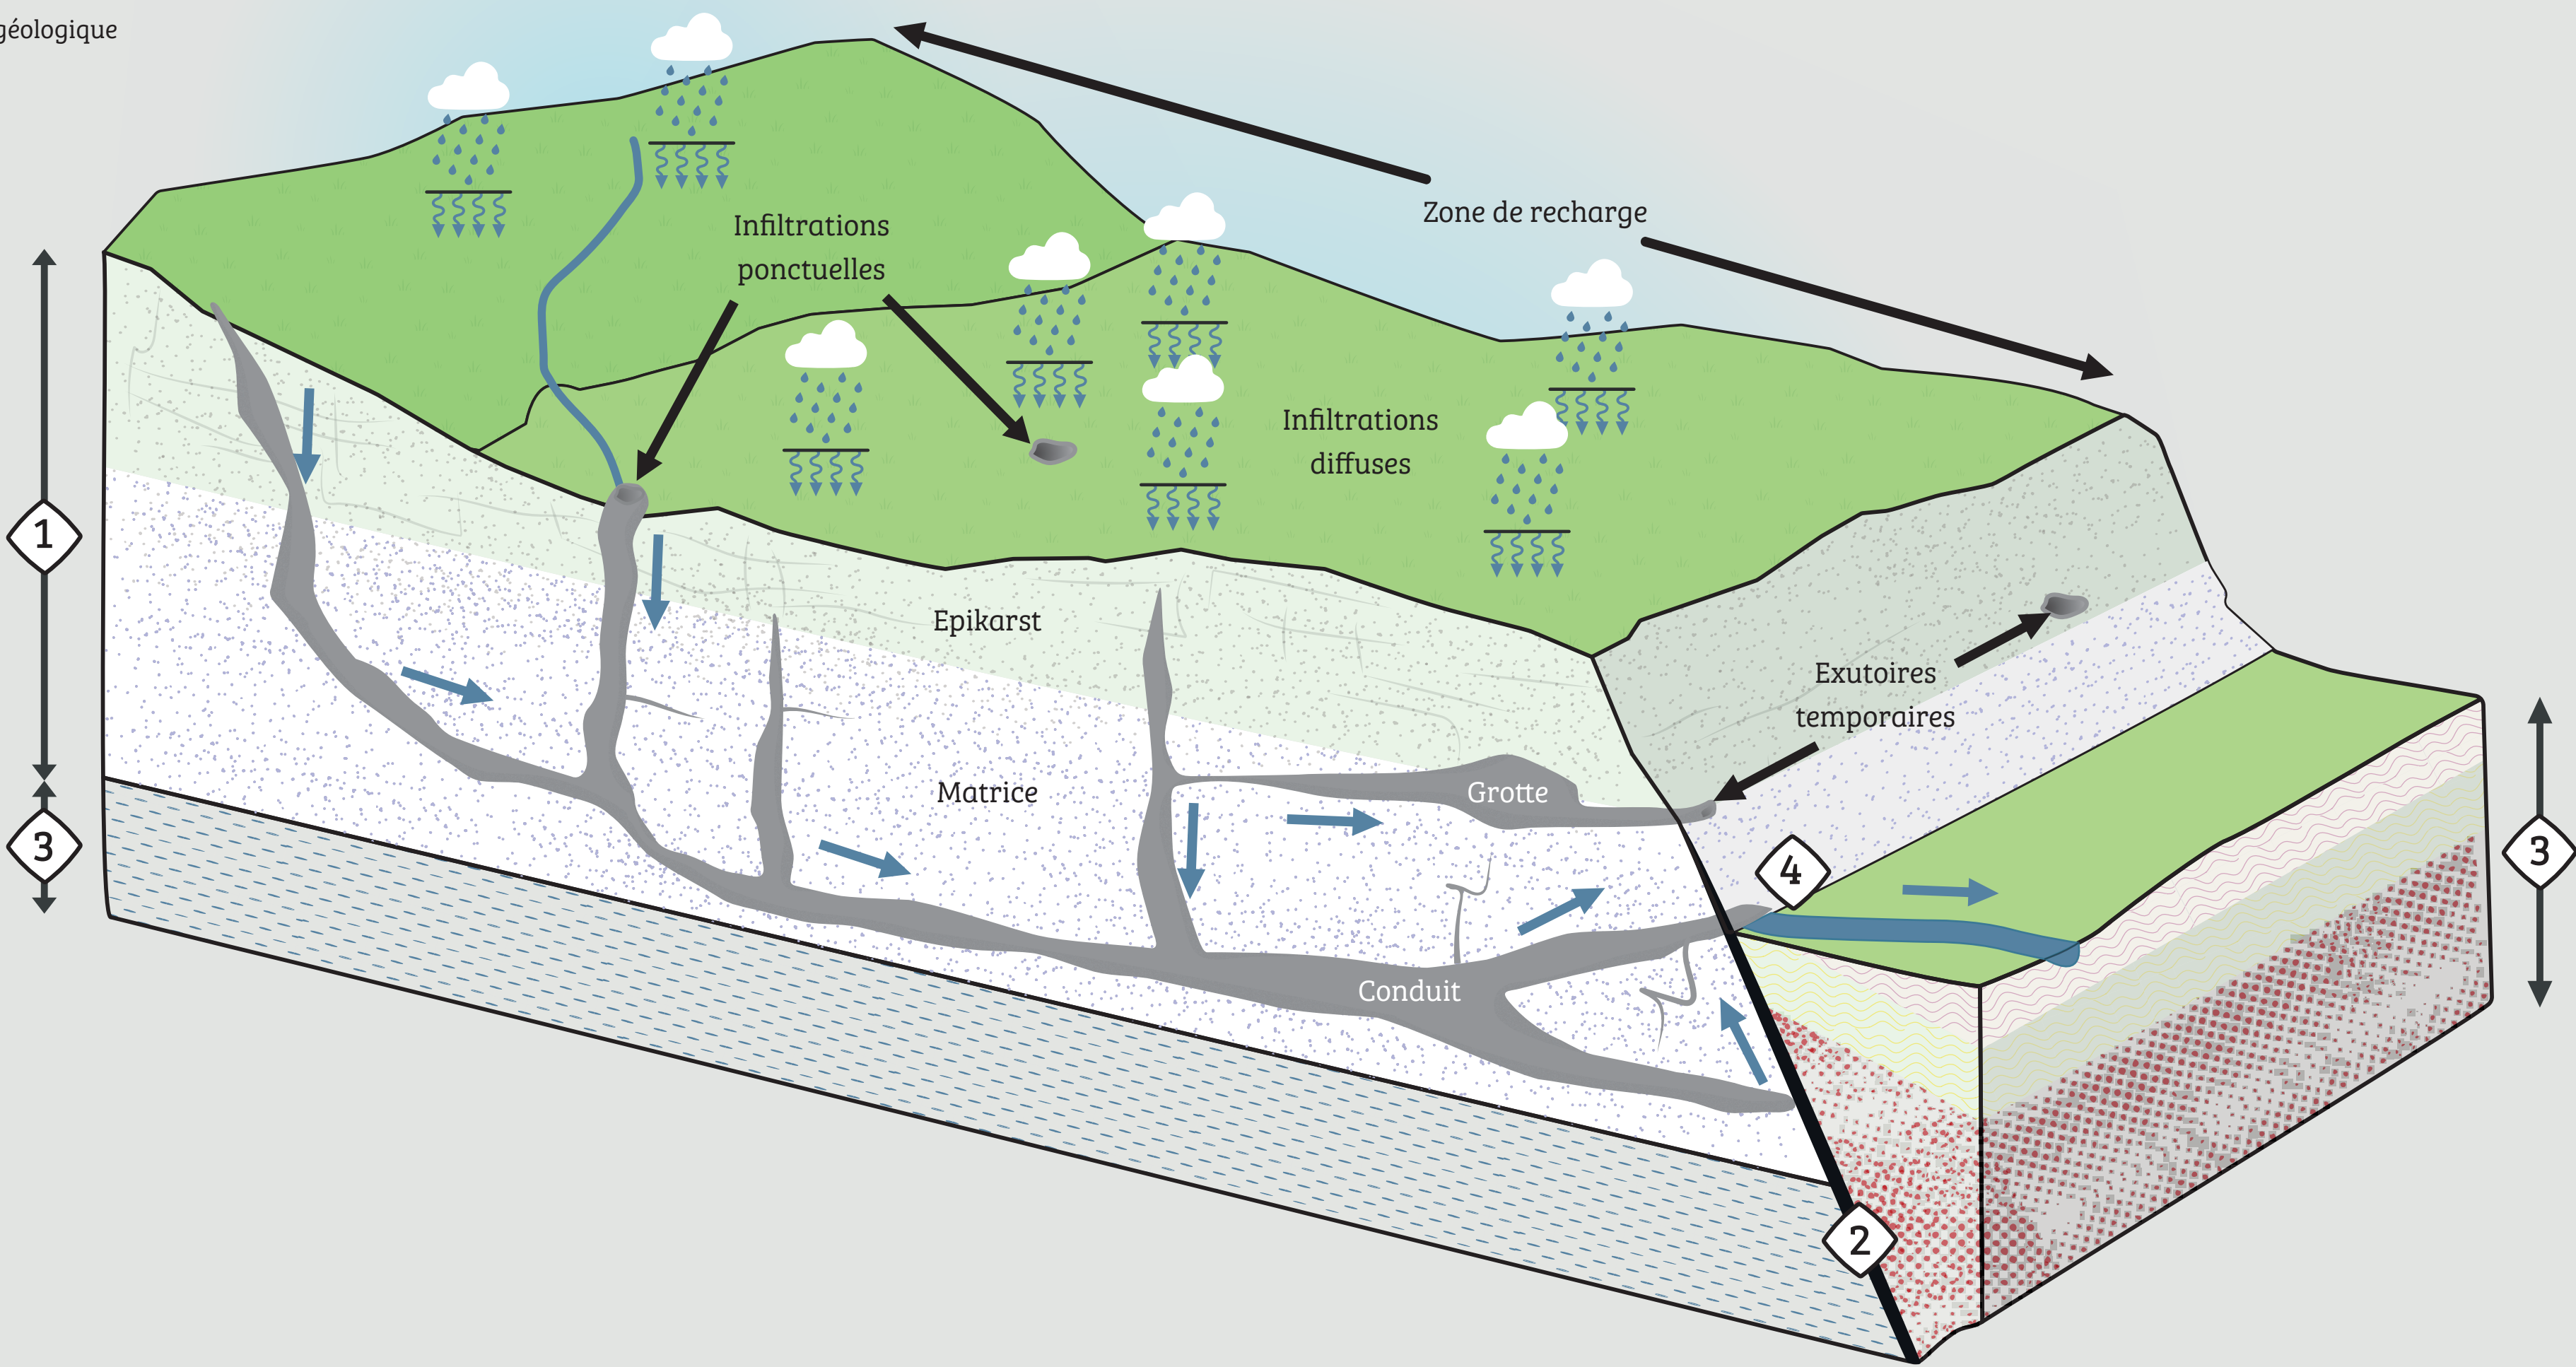 géologique
Zone de recharge
Infiltrations
ponctuelles
Infiltrations
diffuses
1
Epikarst
Exutoires
temporaires
Matrice
Grotte
3
3
4
Conduit
2